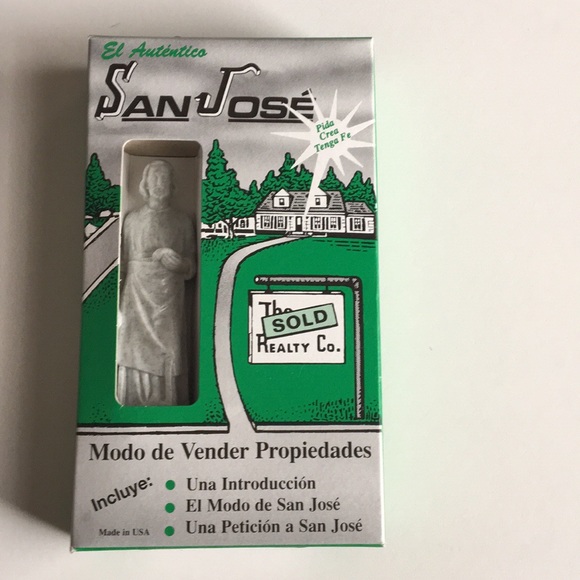 El Auténtico
SAN JOSÉ
Pida
Crea
Tenga Fe
The
SOLD
REALTY CO.
Modo de Vender Propiedades
Incluye:
• Una Introducción
• El Modo de San José
• Una Petición a San José
Made in USA